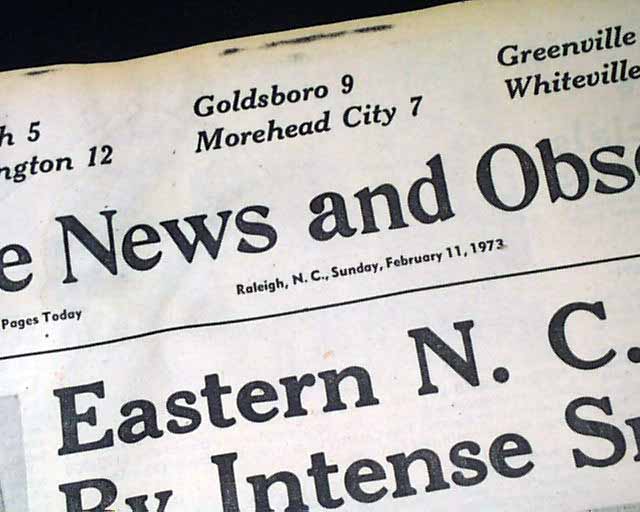 Goldsboro 9
Morehead City 7
Greenville
Whiteville
h 5
ngton 12
e News and Obs
Raleigh, N. C., Sunday, February 11, 1973
Pages Today
Eastern N. C.
By Intense S